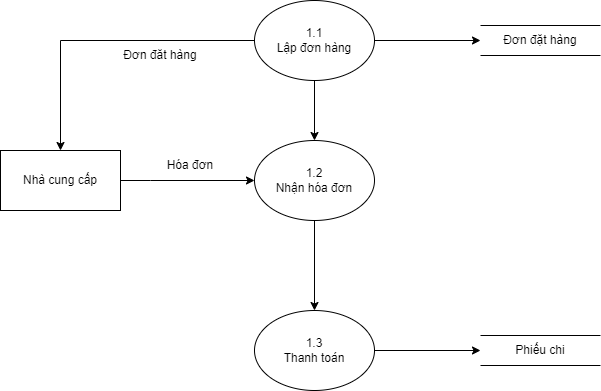 1.1
Lập đơn hàng
Đơn đặt hàng
Đơn đăt hàng
Nhà cung cấp
Hóa đơn
1.2
Nhận hóa đơn
1.3
Thanh toán
Phiếu chi